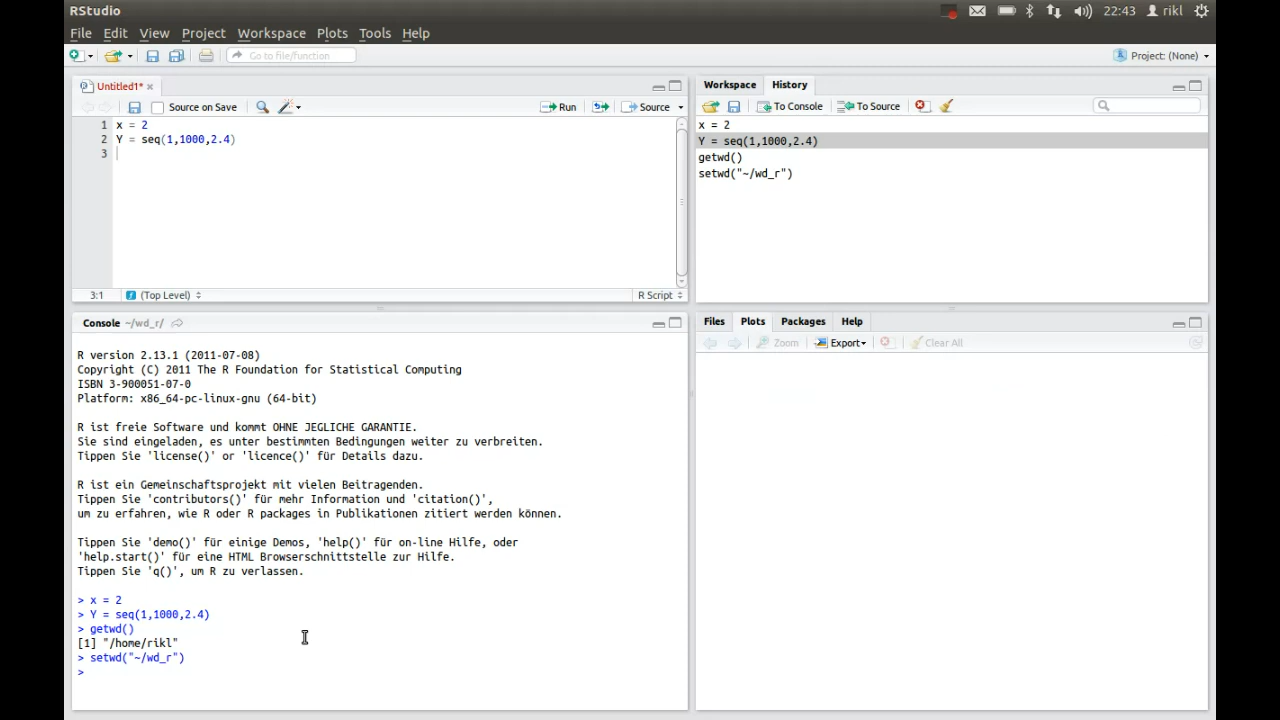 RStudio
22:43 rikl
File Edit View Project Workspace Plots Tools Help
Go to file/function
Project: (None)
Untitled1*
Source on Save
Run
Source
1 x = 2
2 Y = seq(1,1000,2.4)
3
3:1
(Top Level)
R Script
Workspace History
To Console
To Source
x = 2
Y = seq(1,1000,2.4)
getwd()
setwd("~/wd_r")
Console ~/wd_r/
R version 2.13.1 (2011-07-08)
Copyright (C) 2011 The R Foundation for Statistical Computing
ISBN 3-900051-07-0
Platform: x86_64-pc-linux-gnu (64-bit)
R ist freie Software und kommt OHNE JEGLICHE GARANTIE.
Sie sind eingeladen, es unter bestimmten Bedingungen weiter zu verbreiten.
Tippen Sie 'license()' or 'licence()' für Details dazu.
R ist ein Gemeinschaftsprojekt mit vielen Beitragenden.
Tippen Sie 'contributors()' für mehr Information und 'citation()',
um zu erfahren, wie R oder R packages in Publikationen zitiert werden können.
Tippen Sie 'demo()' für einige Demos, 'help()' für on-line Hilfe, oder
'help.start()' für eine HTML Browserschnittstelle zur Hilfe.
Tippen Sie 'q()', um R zu verlassen.
> x = 2
> Y = seq(1,1000,2.4)
> getwd()
[1] "/home/rikl"
> setwd("~/wd_r")
>
Files Plots Packages Help
Zoom Export Clear All